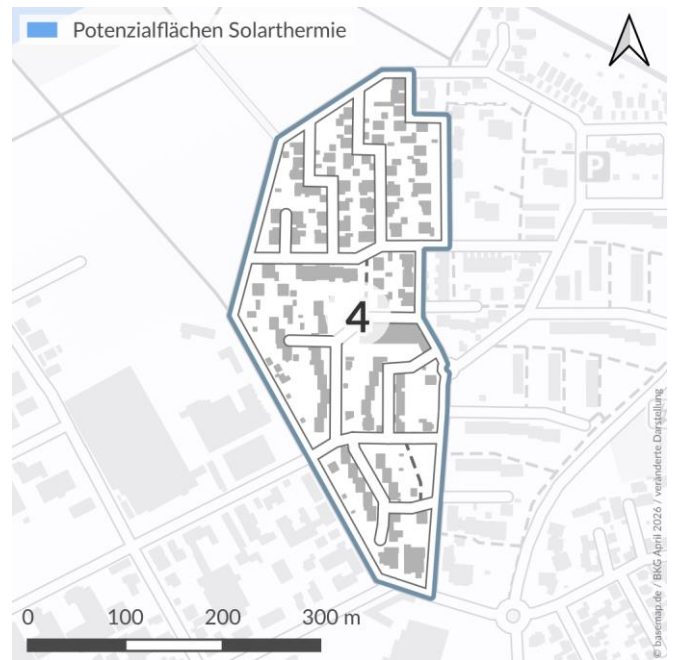 Potenzialflächen Solarthermie
P
4
0 100 200 300 m
© basemap.de / BKG April 2026 / veränderte Darstellung